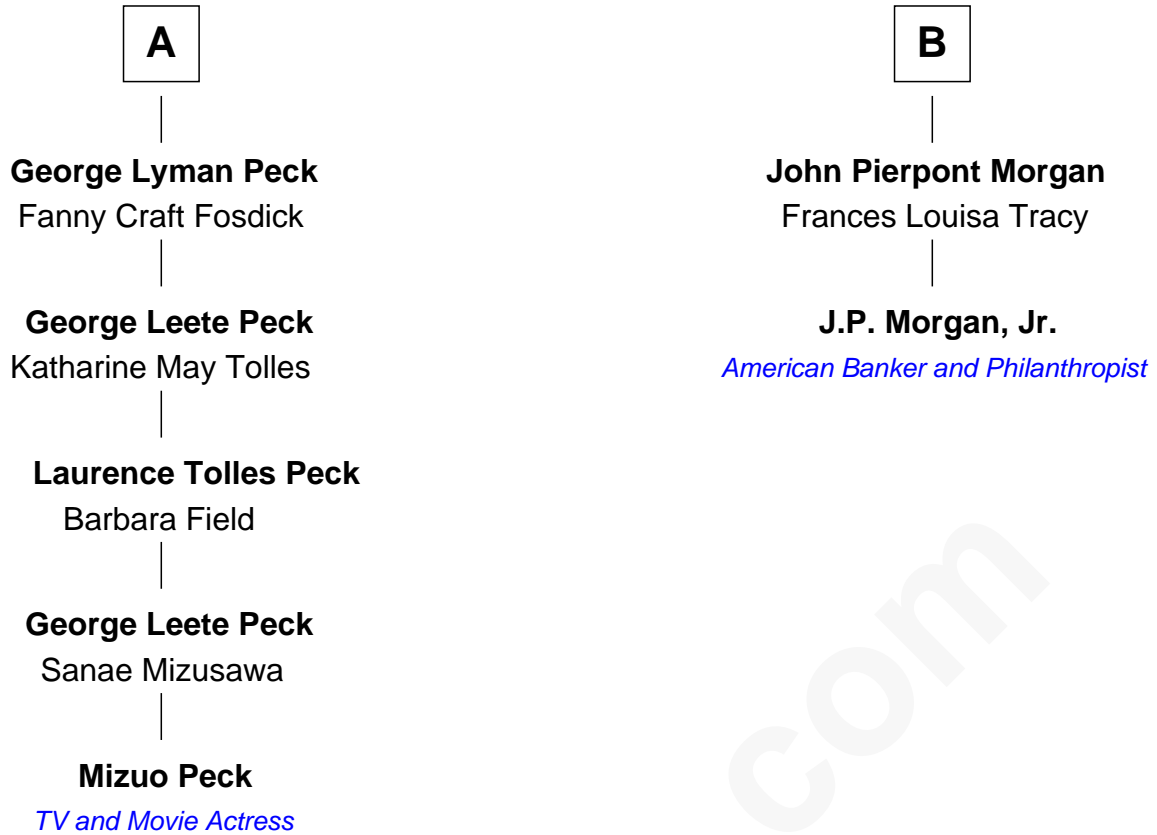 A
George Lyman Peck
Fanny Craft Fosdick
George Leete Peck
Katharine May Tolles
Laurence Tolles Peck
Barbara Field
George Leete Peck
Sanae Mizusawa
Mizuo Peck
TV and Movie Actress
B
John Pierpont Morgan
Frances Louisa Tracy
J.P. Morgan, Jr.
American Banker and Philanthropist
com